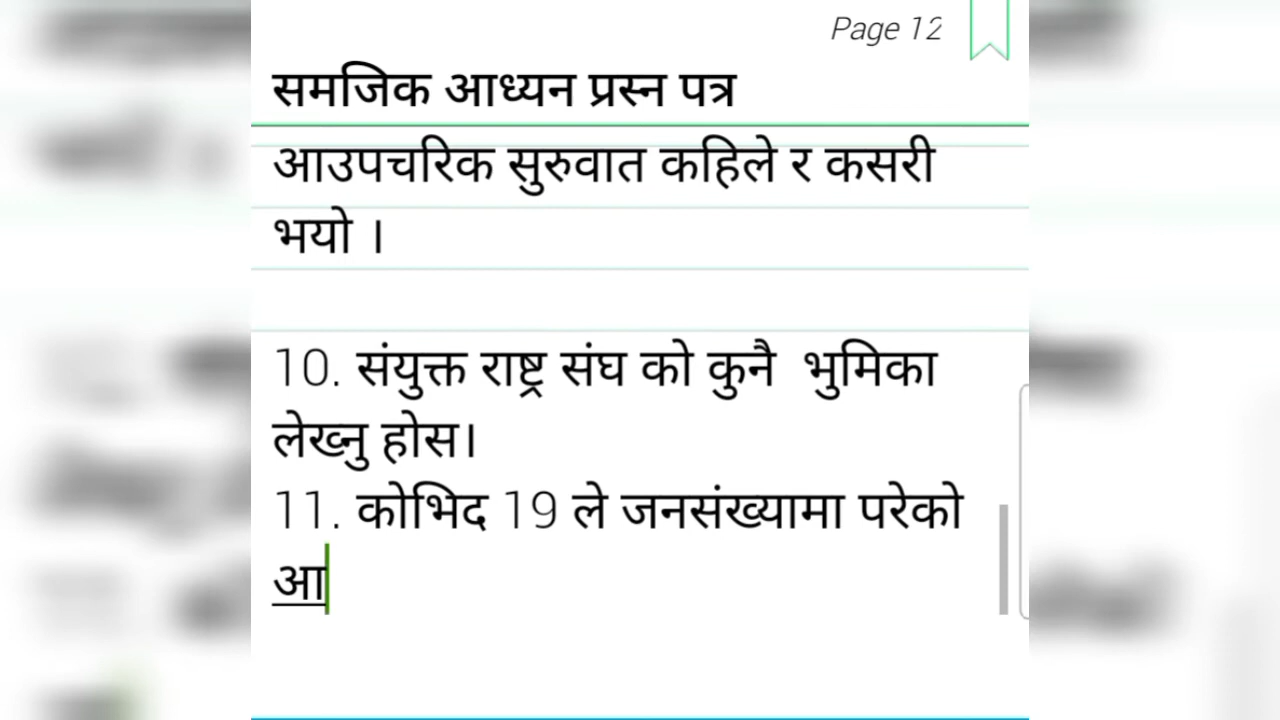 Page 12
समजिक आध्यन प्रस्न पत्र
आउपचरिक सुरुवात कहिले र कसरी
भयो ।
10. संयुक्त राष्ट्र संघ को कुनै भुमिका
लेख्नु होस।
11. कोभिद 19 ले जनसंख्यामा परेको
आ